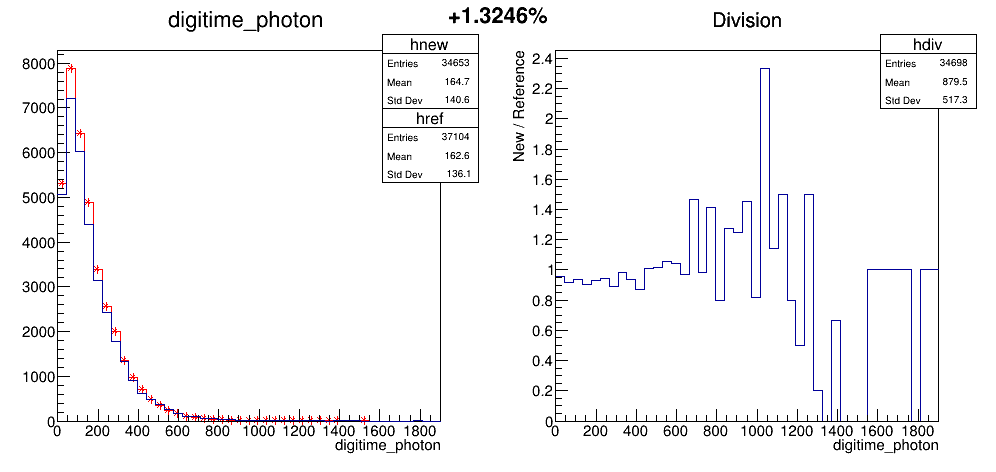 +1.3246%
digitime_photon
hnew
Entries 34653
Mean 164.7
Std Dev 140.6
href
Entries 37104
Mean 162.6
Std Dev 136.1
8000
7000
6000
5000
4000
3000
2000
1000
0
0 200 400 600 800 1000 1200 1400 1600 1800
digitime_photon
Division
hdiv
Entries 34698
Mean 879.5
Std Dev 517.3
New / Reference
2.4
2.2
2
1.8
1.6
1.4
1.2
1
0.8
0.6
0.4
0.2
0
0 200 400 600 800 1000 1200 1400 1600 1800
digitime_photon